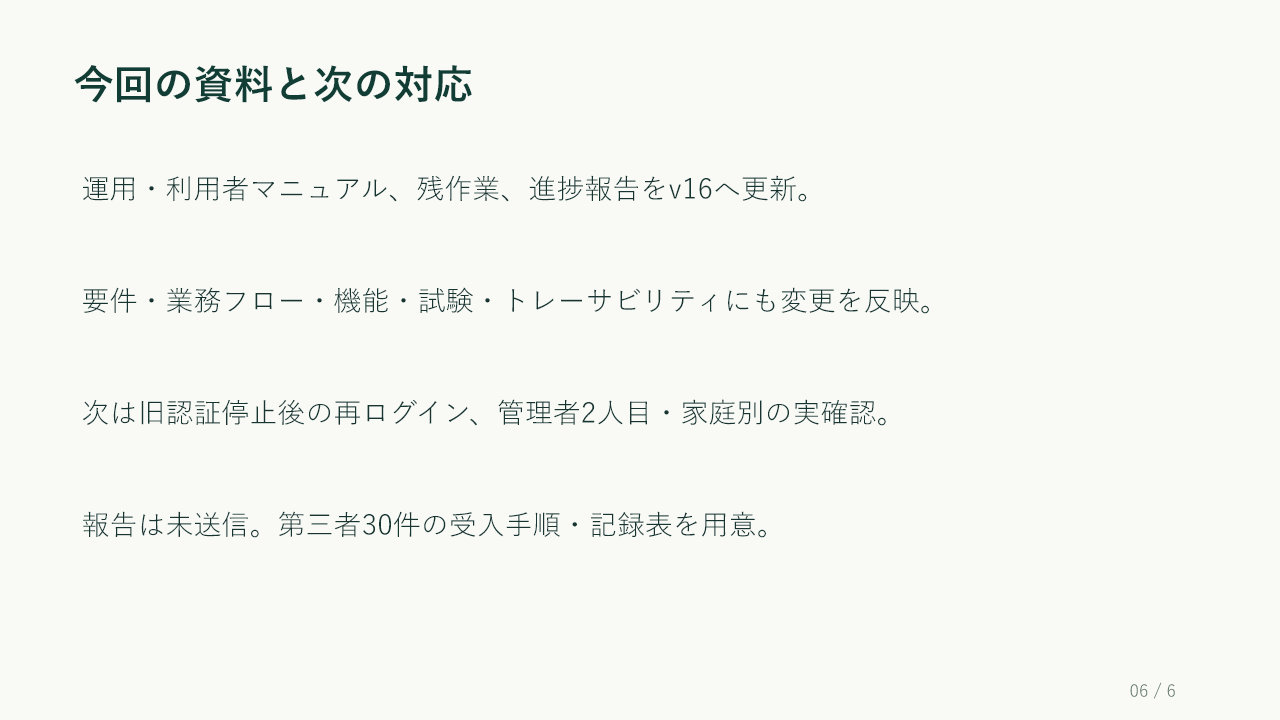 今回の資料と次の対応
運用・利用者マニュアル、残作業、進捗報告をv16へ更新。
要件・業務フロー・機能・試験・トレーサビリティにも変更を反映。
次は旧認証停止後の再ログイン、管理者2人目・家庭別の実確認。
報告は未送信。第三者30件の受入手順・記録表を用意。
06 / 6